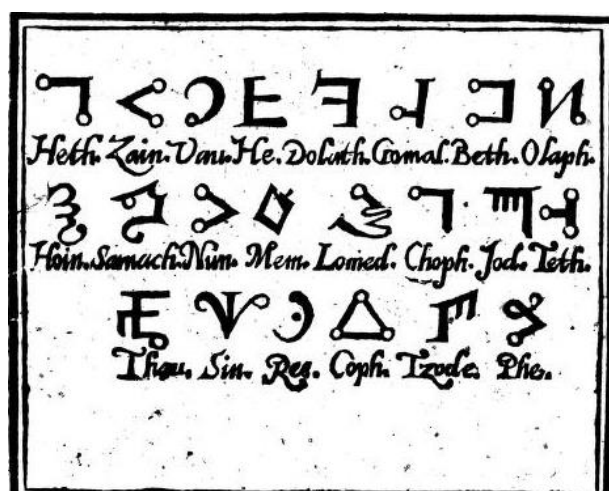 Heth. Zain. Vau. He. Dolath. Gomal. Beth. Olaph.
Hoin. Samach. Nun. Mem. Lomed. Choph. Jod. Teth.
Thau. Sin. Res. Coph. Tzode. Phe.